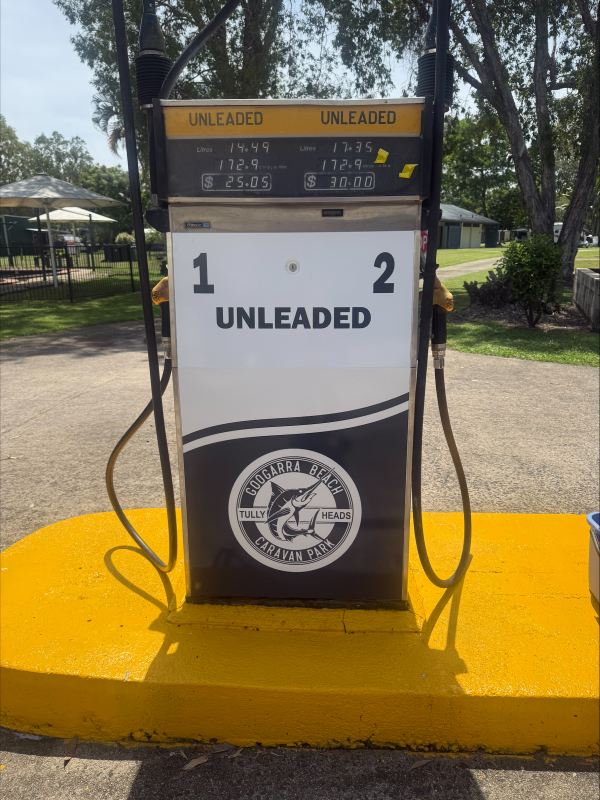 UNLEADED UNLEADED
Litres 14.49 Litres 17.35
172.9 172.9
$ 25.05 $ 30.00
1 2
UNLEADED
GOOGARRA BEACH
TULLY HEADS
CARAVAN PARK